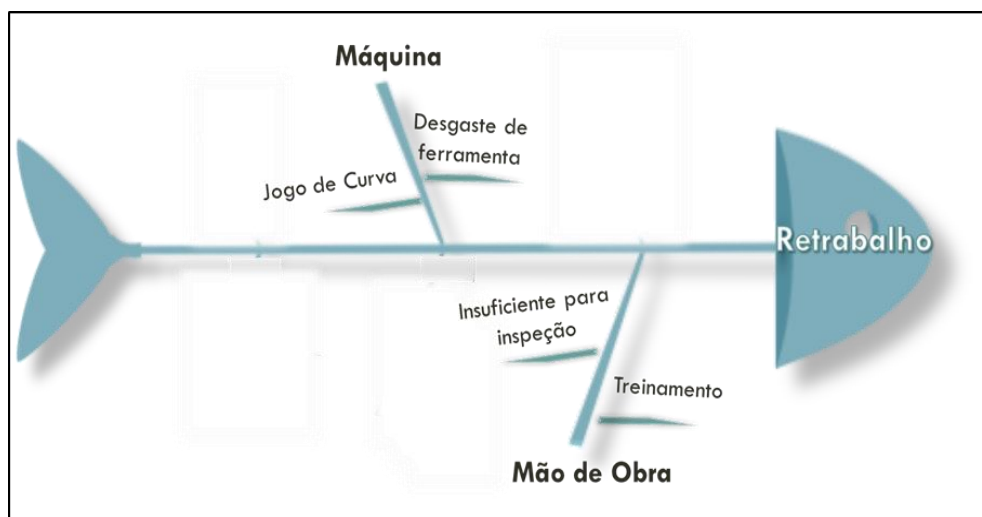 Máquina
Desgaste de
ferramenta
Jogo de Curva
Retrabalho
Insuficiente para
inspeção
Treinamento
Mão de Obra